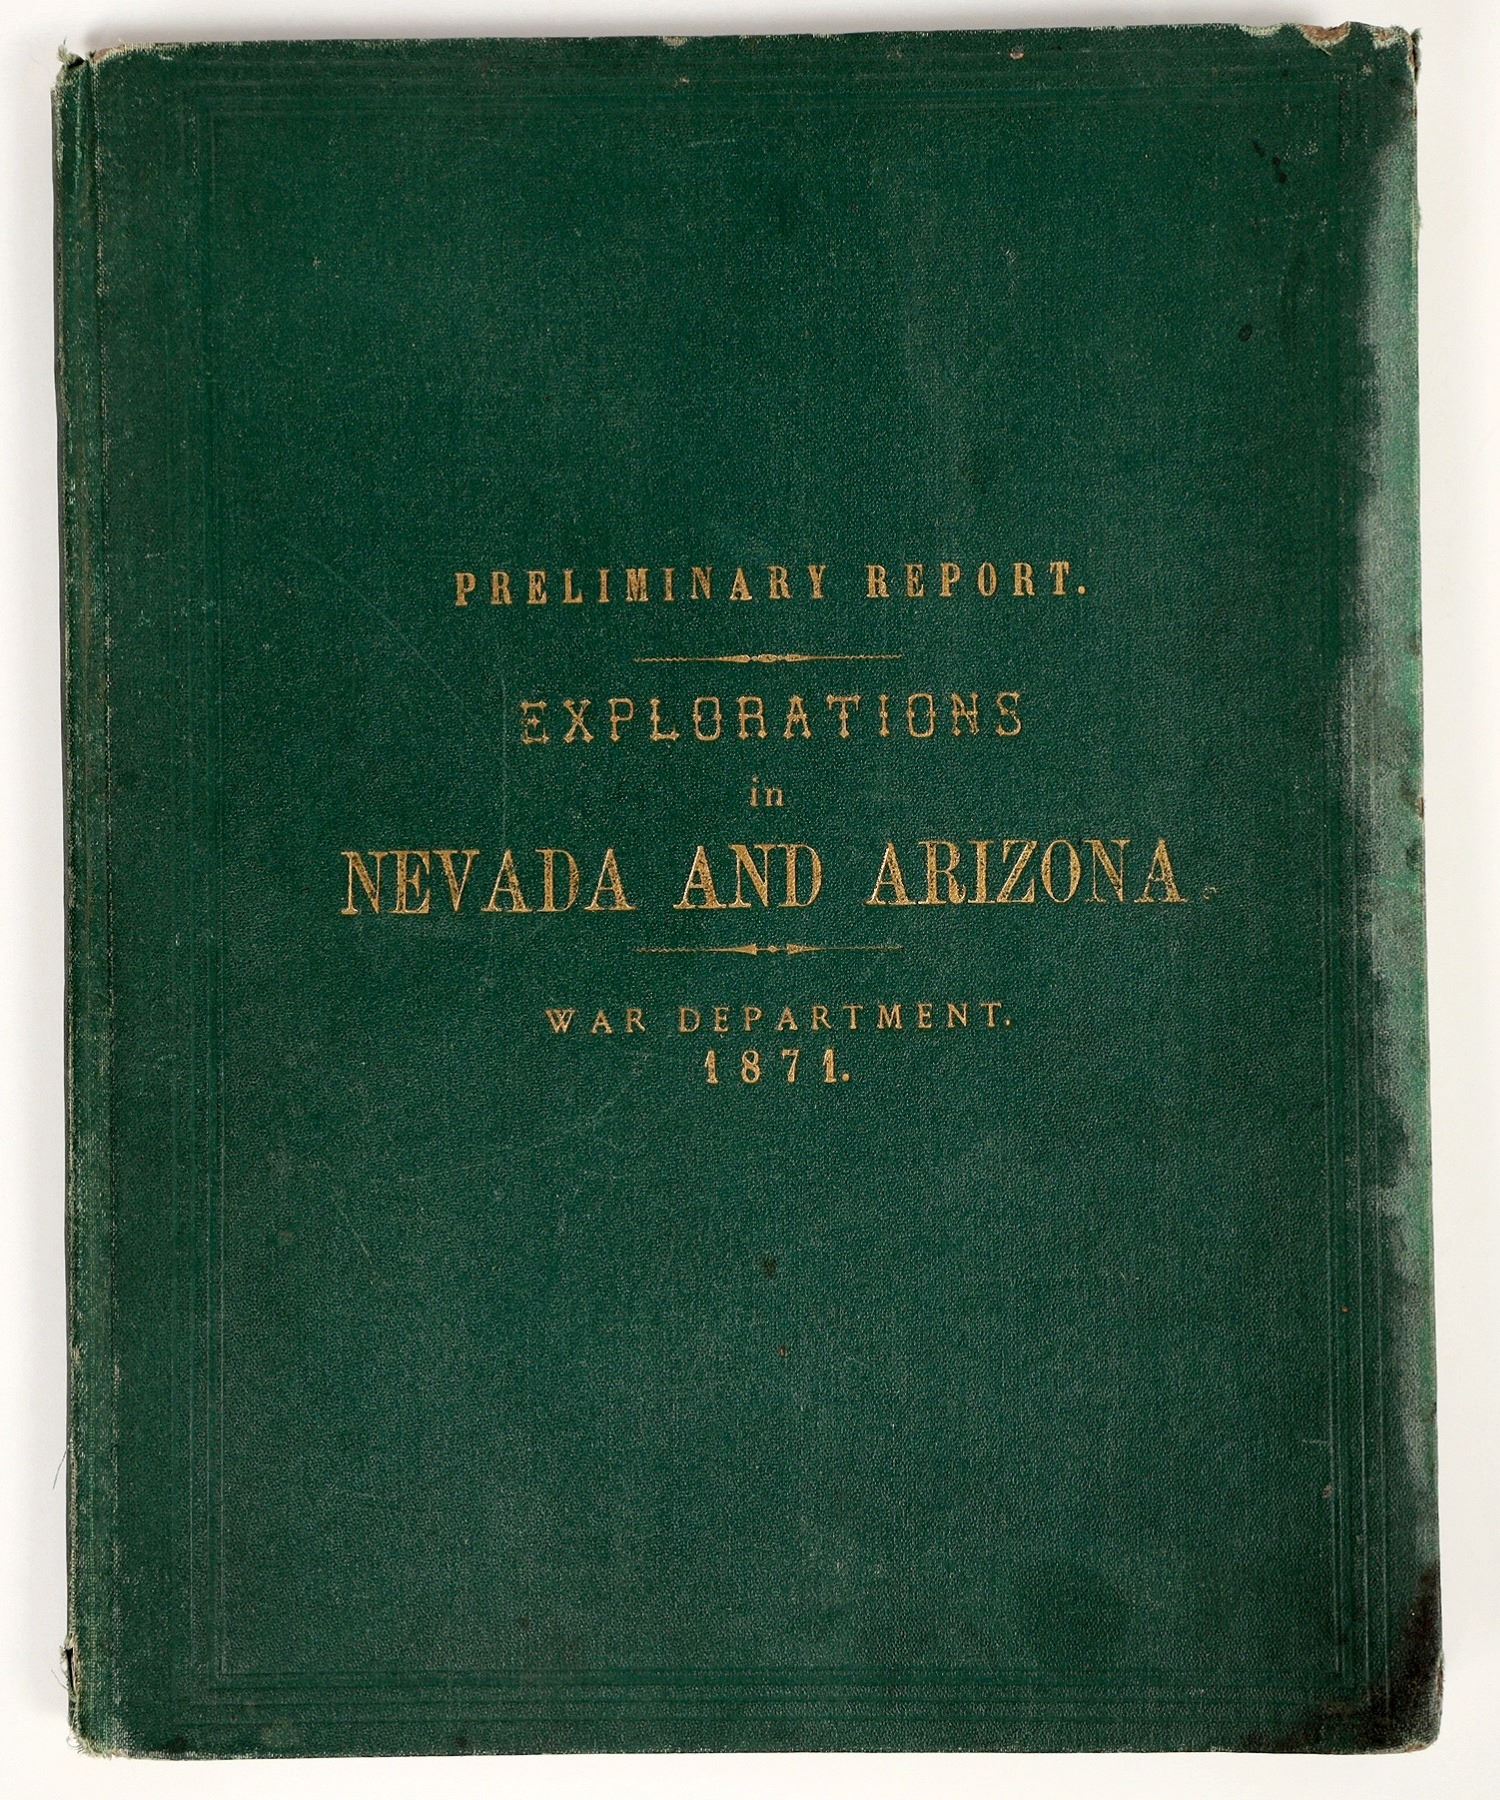 PRELIMINARY REPORT.
EXPLORATIONS
in
NEVADA AND ARIZONA.
WAR DEPARTMENT.
1871.